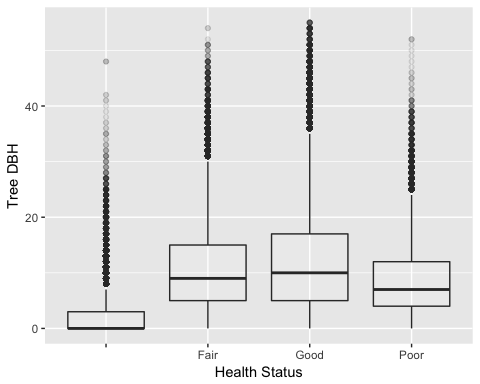 Tree DBH
40
20
0
Fair Good Poor
Health Status